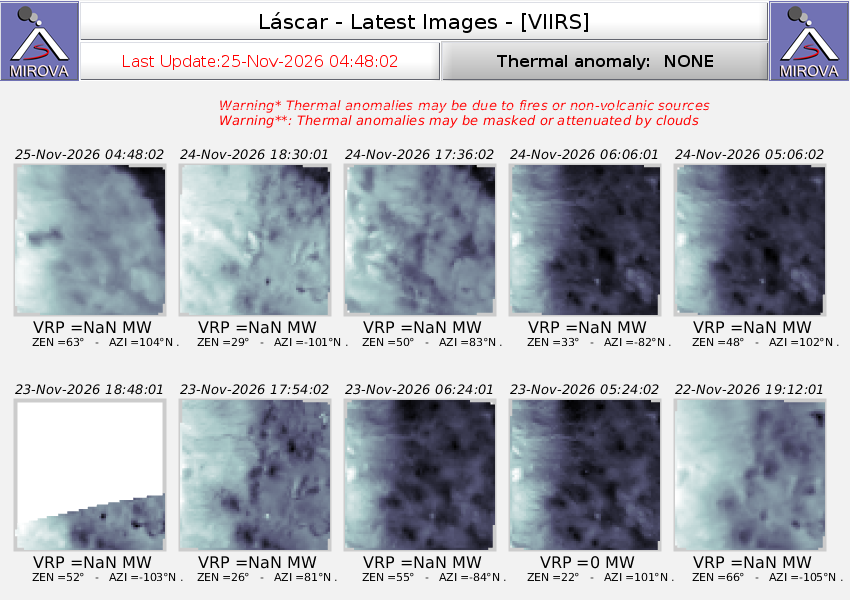 Láscar - Latest Images - [VIIRS]
MIROVA
Last Update:25-Nov-2026 04:48:02
Thermal anomaly: NONE
MIROVA
Warning* Thermal anomalies may be due to fires or non-volcanic sources
Warning**: Thermal anomalies may be masked or attenuated by clouds
25-Nov-2026 04:48:02
24-Nov-2026 18:30:01
24-Nov-2026 17:36:02
24-Nov-2026 06:06:01
24-Nov-2026 05:06:02
VRP =NaN MW
VRP =NaN MW
VRP =NaN MW
VRP =NaN MW
VRP =NaN MW
ZEN =63° - AZI =104°N .
ZEN =29° - AZI =-101°N .
ZEN =50° - AZI =83°N .
ZEN =33° - AZI =-82°N .
ZEN =48° - AZI =102°N .
23-Nov-2026 18:48:01
23-Nov-2026 17:54:02
23-Nov-2026 06:24:01
23-Nov-2026 05:24:02
22-Nov-2026 19:12:01
VRP =NaN MW
VRP =NaN MW
VRP =NaN MW
VRP =0 MW
VRP =NaN MW
ZEN =52° - AZI =-103°N .
ZEN =26° - AZI =81°N .
ZEN =55° - AZI =-84°N .
ZEN =22° - AZI =101°N .
ZEN =66° - AZI =-105°N .